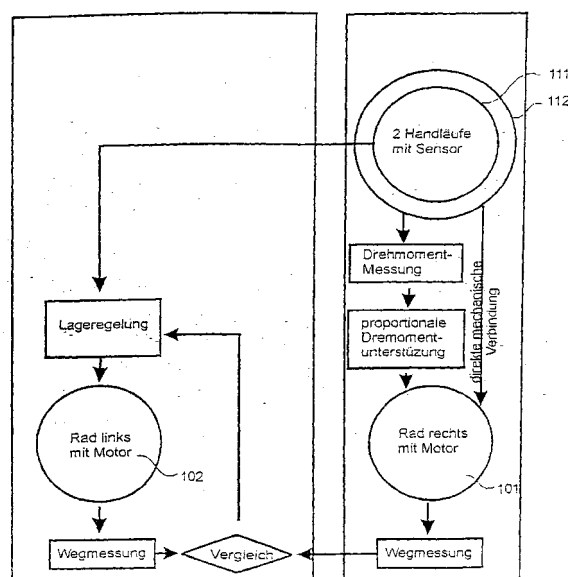 111
112
2 Handläufe
mit Sensor
Drehmoment-
Messung
direkte mechanische
Verbindung
Lageregelung
proportionale
Dremoment-
unterstüzung
Rad links
mit Motor
102
Rad rechts
mit Motor
101
Wegmessung
Vergleich
Wegmessung